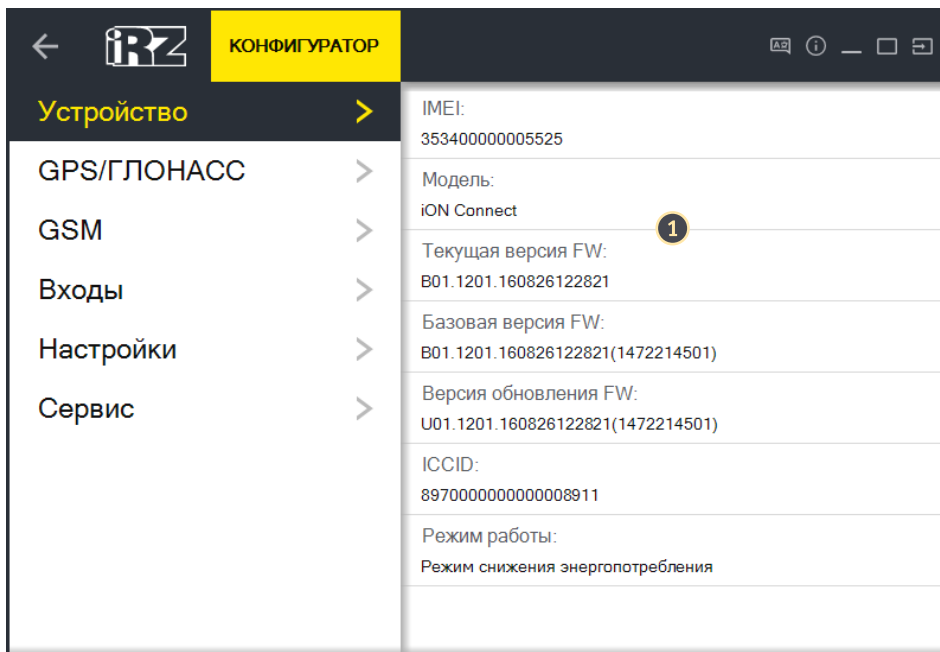 iRZ
КОНФИГУРАТОР
Устройство
GPS/ГЛОНАСС
GSM
Входы
Настройки
Сервис
IMEI:
353400000005525
Модель:
iON Connect
1
Текущая версия FW:
B01.1201.160826122821
Базовая версия FW:
B01.1201.160826122821(1472214501)
Версия обновления FW:
U01.1201.160826122821(1472214501)
ICCID:
8970000000000008911
Режим работы:
Режим снижения энергопотребления